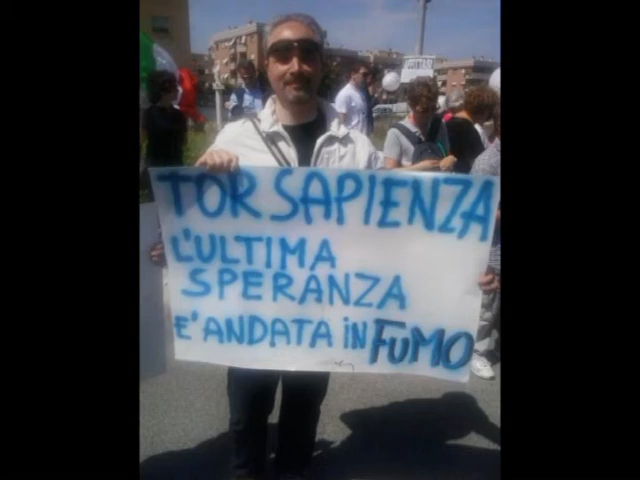 TOR SAPIENZA
L'ULTIMA
SPERANZA
E' ANDATA in FuMO